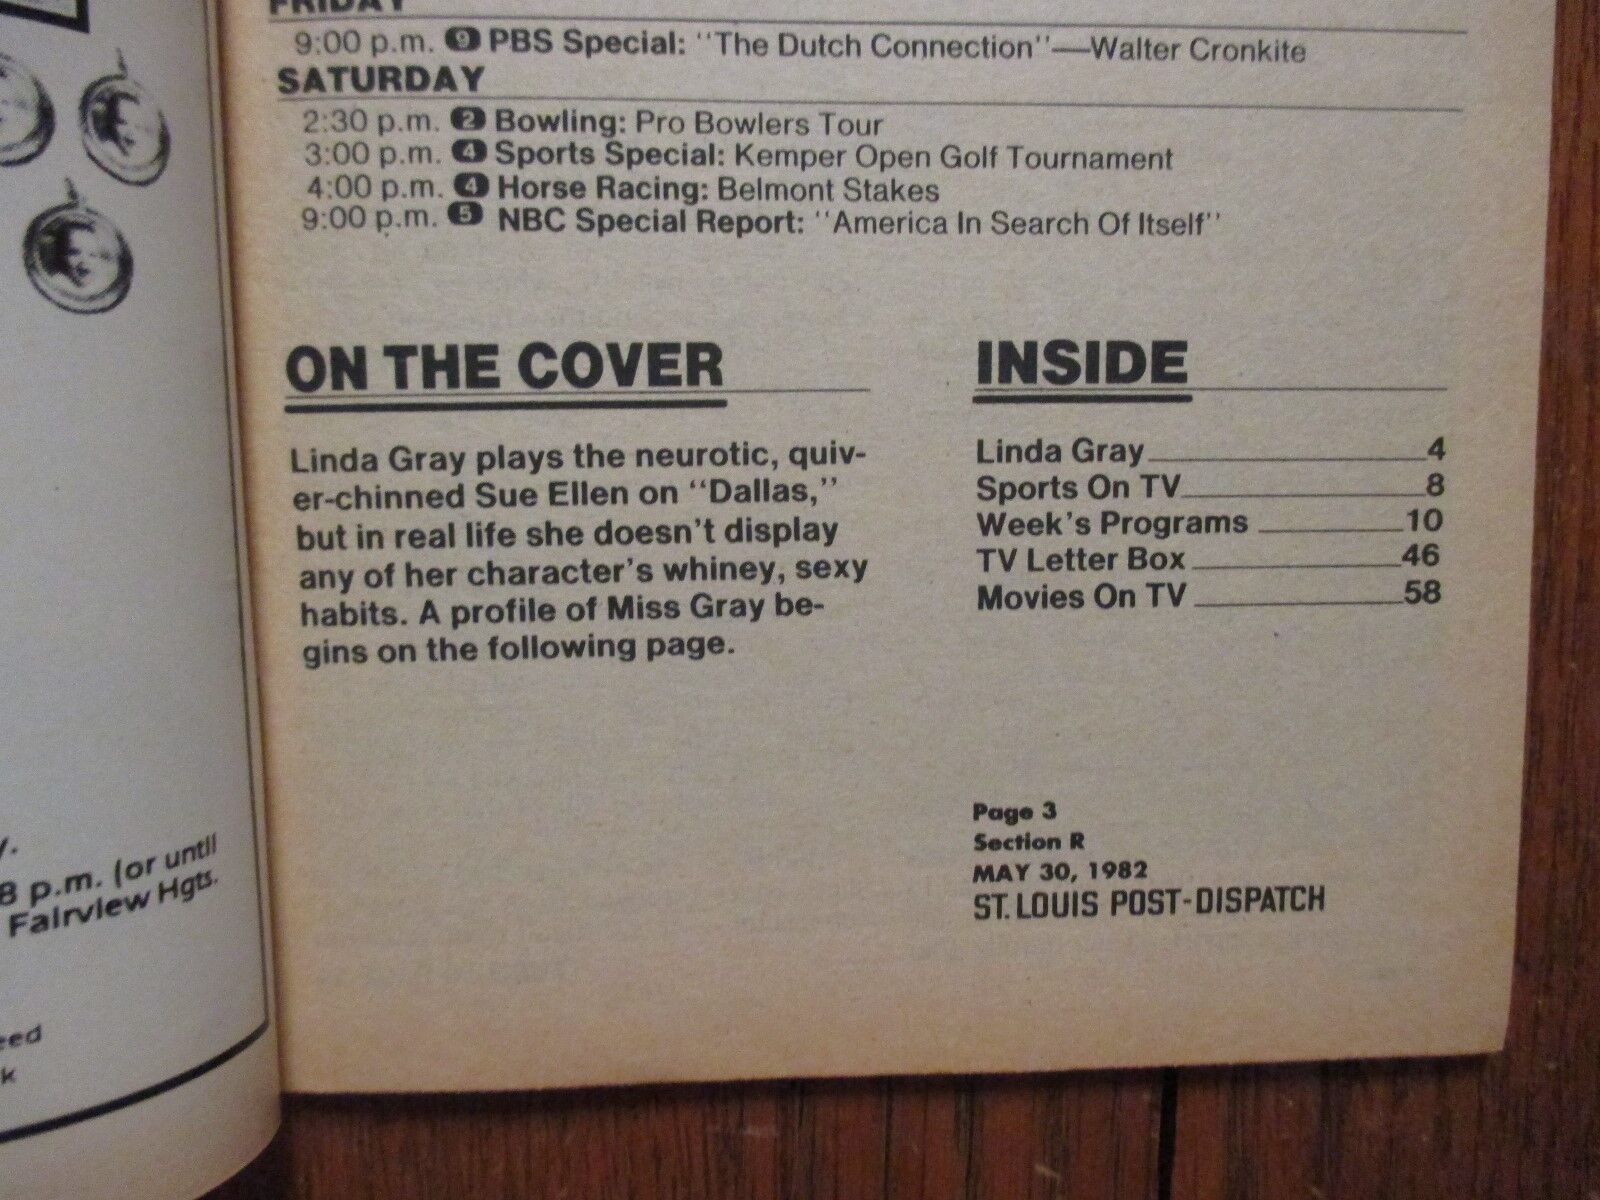 FRIDAY
9:00 p.m. 9 PBS Special: "The Dutch Connection"—Walter Cronkite
SATURDAY
2:30 p.m. 2 Bowling: Pro Bowlers Tour
3:00 p.m. 4 Sports Special: Kemper Open Golf Tournament
4:00 p.m. 4 Horse Racing: Belmont Stakes
9:00 p.m. 5 NBC Special Report: "America In Search Of Itself"
ON THE COVER
Linda Gray plays the neurotic, quiv-
er-chinned Sue Ellen on "Dallas,"
but in real life she doesn't display
any of her character's whiney, sexy
habits. A profile of Miss Gray be-
gins on the following page.
INSIDE
Linda Gray 4
Sports On TV 8
Week's Programs 10
TV Letter Box 46
Movies On TV 58
Page 3
Section R
MAY 30, 1982
ST. LOUIS POST-DISPATCH
8 p.m. (or until
Fairview Hgts.